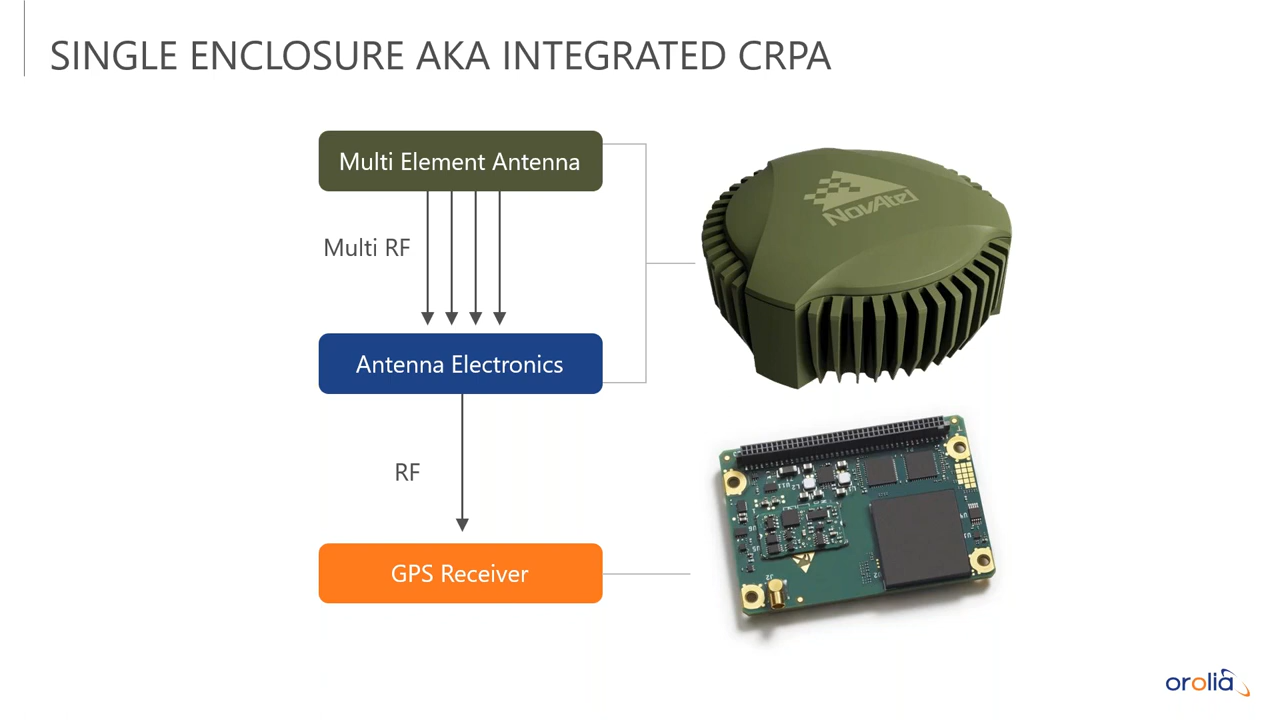 SINGLE ENCLOSURE AKA INTEGRATED CRPA
Multi Element Antenna
Multi RF
NovAtel
Antenna Electronics
RF
GPS Receiver
orolia